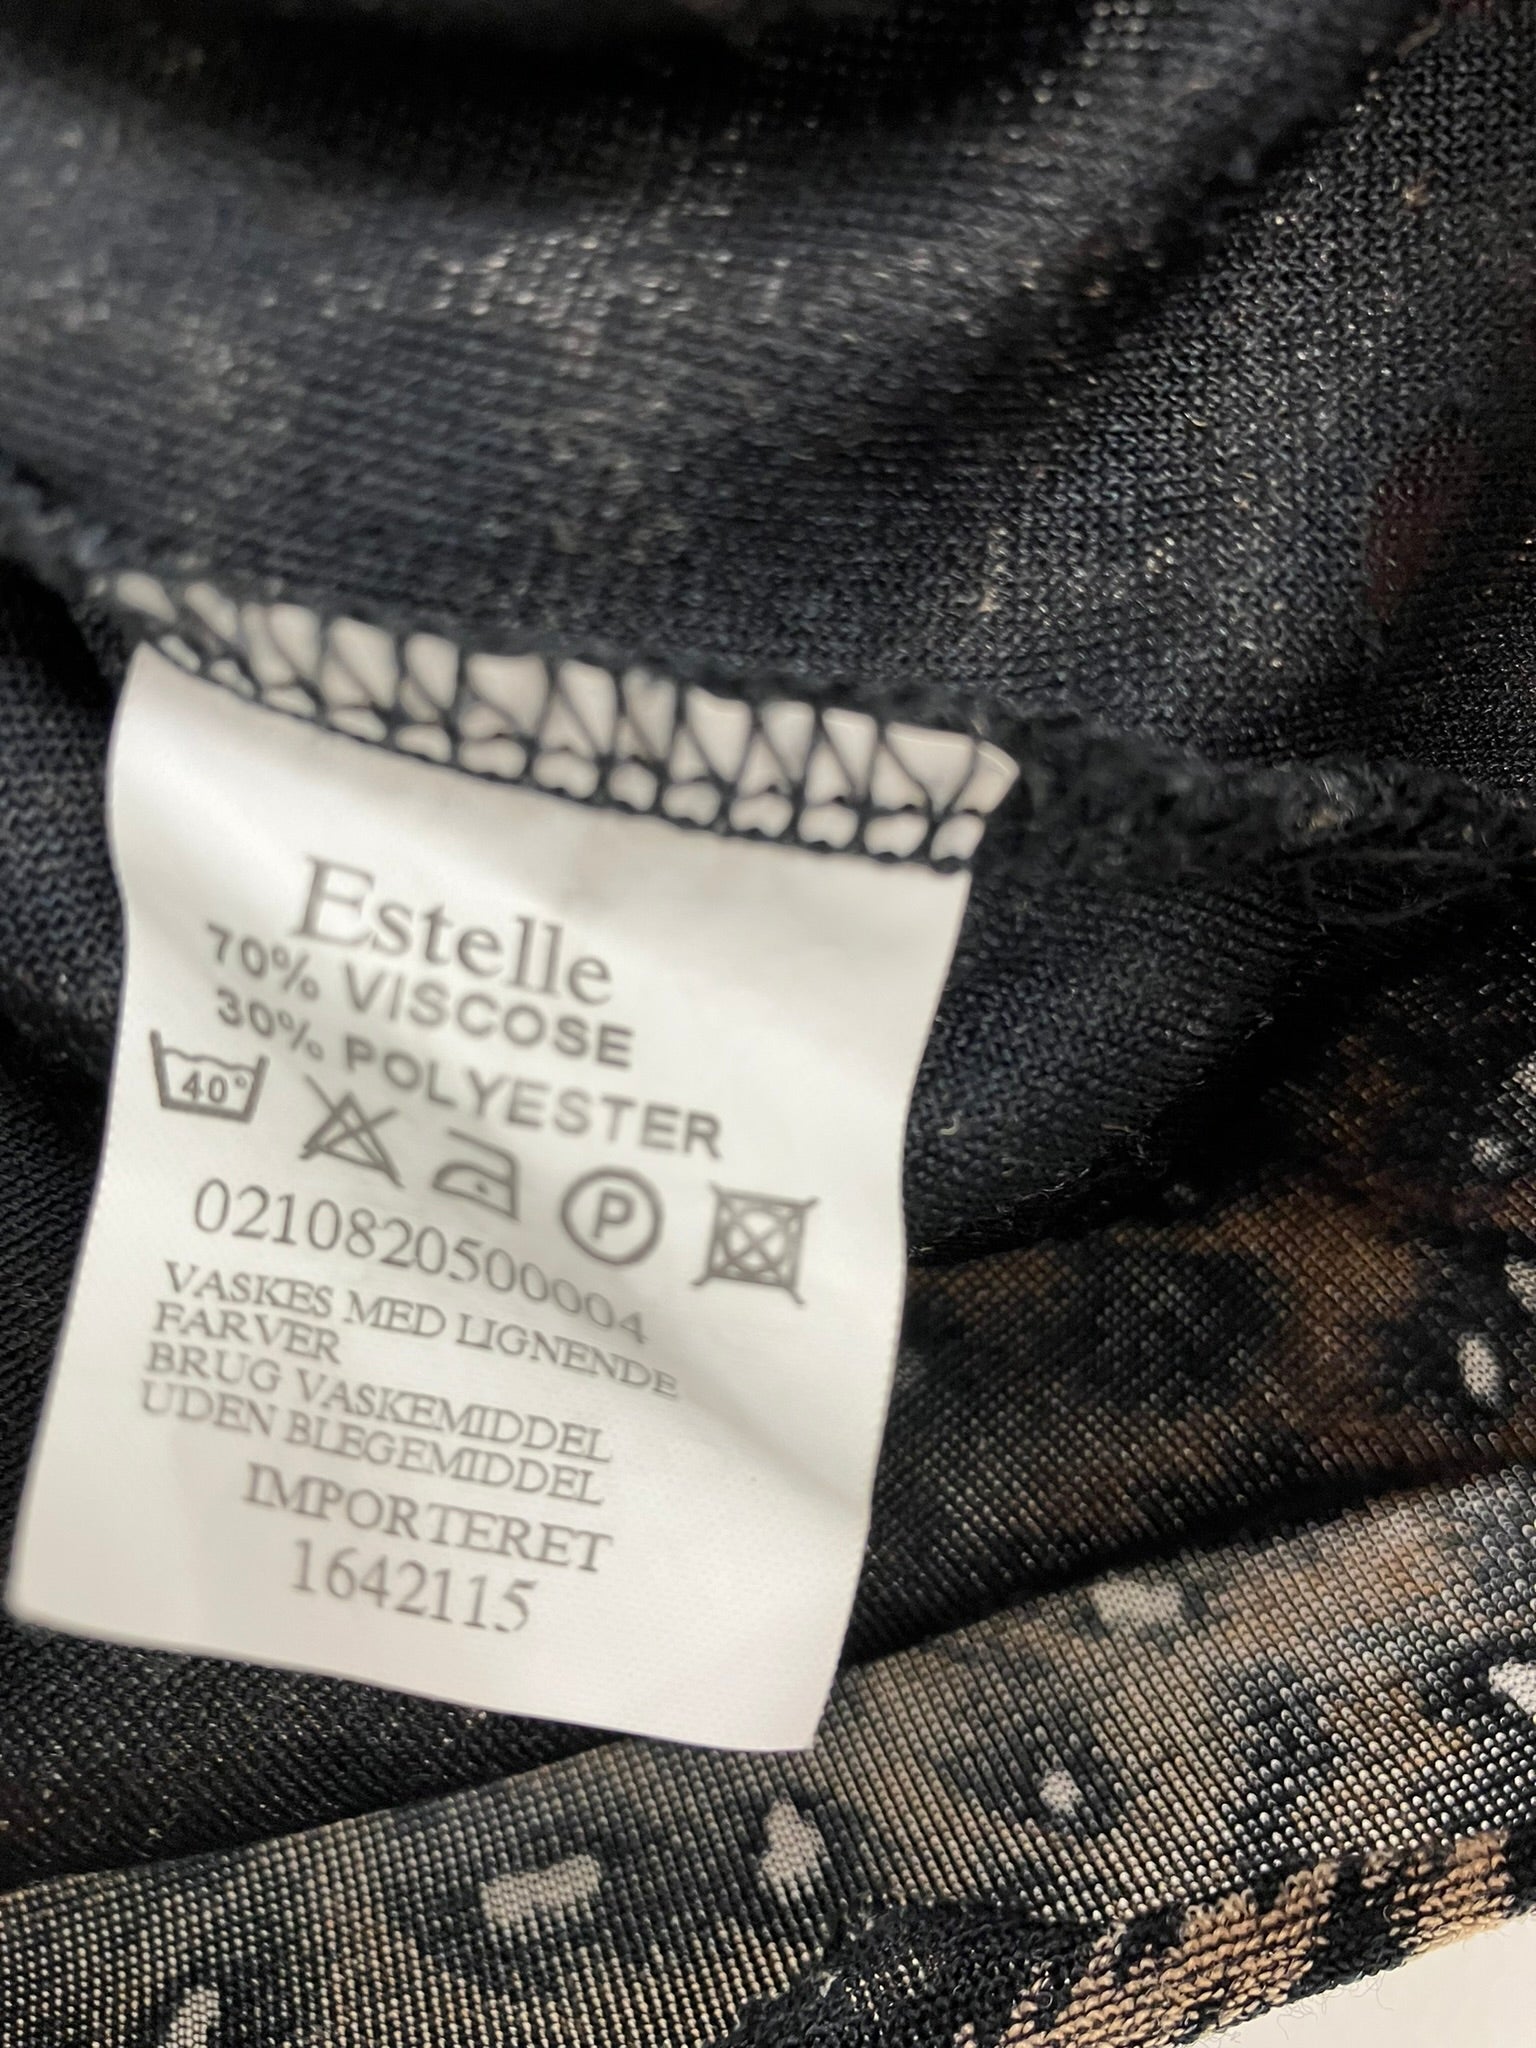 Estelle
70% VISCOSE
30% POLYESTER
40° P
0210820500004
VASKES MED LIGNENDE
FARVER
BRUG VASKEMIDDEL
UDEN BLEGEMIDDEL
IMPORTERET
1642115